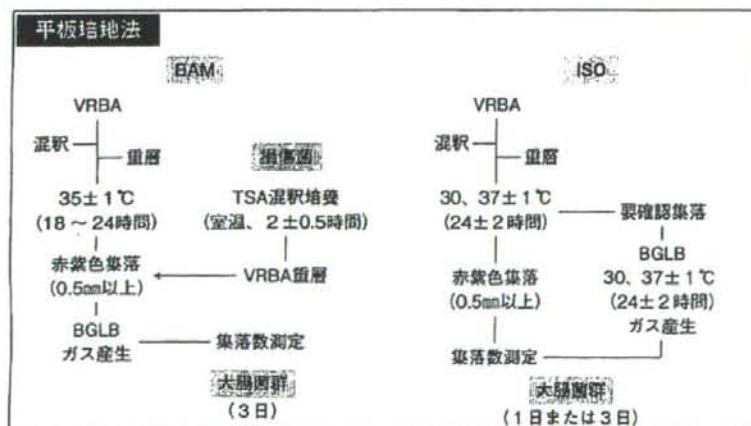 平板培地法
BAM
VRBA
混釈
重層
35±1℃
(18~24時間)
赤紫色集落
(0.5㎜以上)
BGLB
ガス産生
集落数測定
損傷菌
TSA混釈培養
(室温、2±0.5時間)
VRBA重層
大腸菌群
(3日)
ISO
VRBA
混釈
重層
30、37±1℃
(24±2時間)
赤紫色集落
(0.5㎜以上)
集落数測定
要確認集落
BGLB
30、37±1℃
(24±2時間)
ガス産生
大腸菌群
(1日または3日)